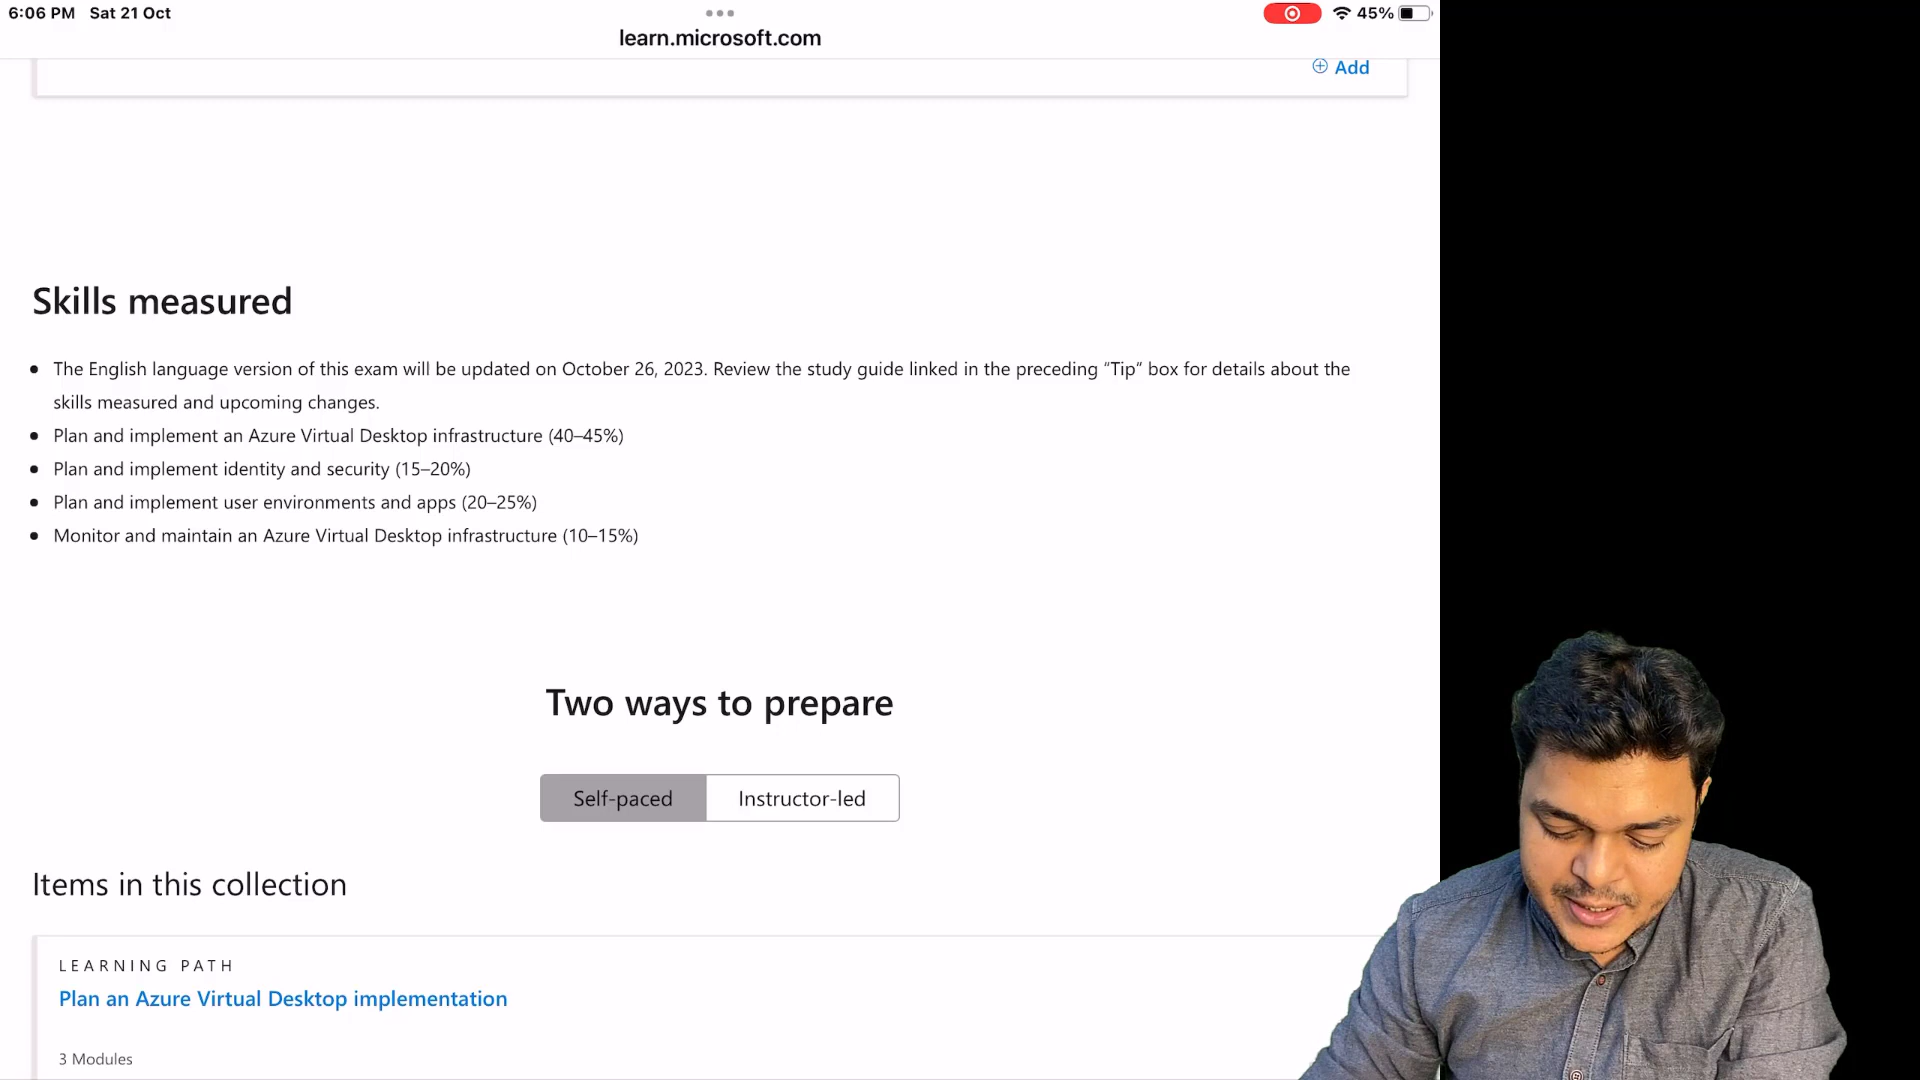 6:06 PM Sat 21 Oct
45%
learn.microsoft.com
Add
Skills measured
The English language version of this exam will be updated on October 26, 2023. Review the study guide linked in the preceding “Tip” box for details about the
skills measured and upcoming changes.
Plan and implement an Azure Virtual Desktop infrastructure (40–45%)
Plan and implement identity and security (15–20%)
Plan and implement user environments and apps (20–25%)
Monitor and maintain an Azure Virtual Desktop infrastructure (10–15%)
Two ways to prepare
Self-paced
Instructor-led
Items in this collection
LEARNING PATH
Plan an Azure Virtual Desktop implementation
3 Modules